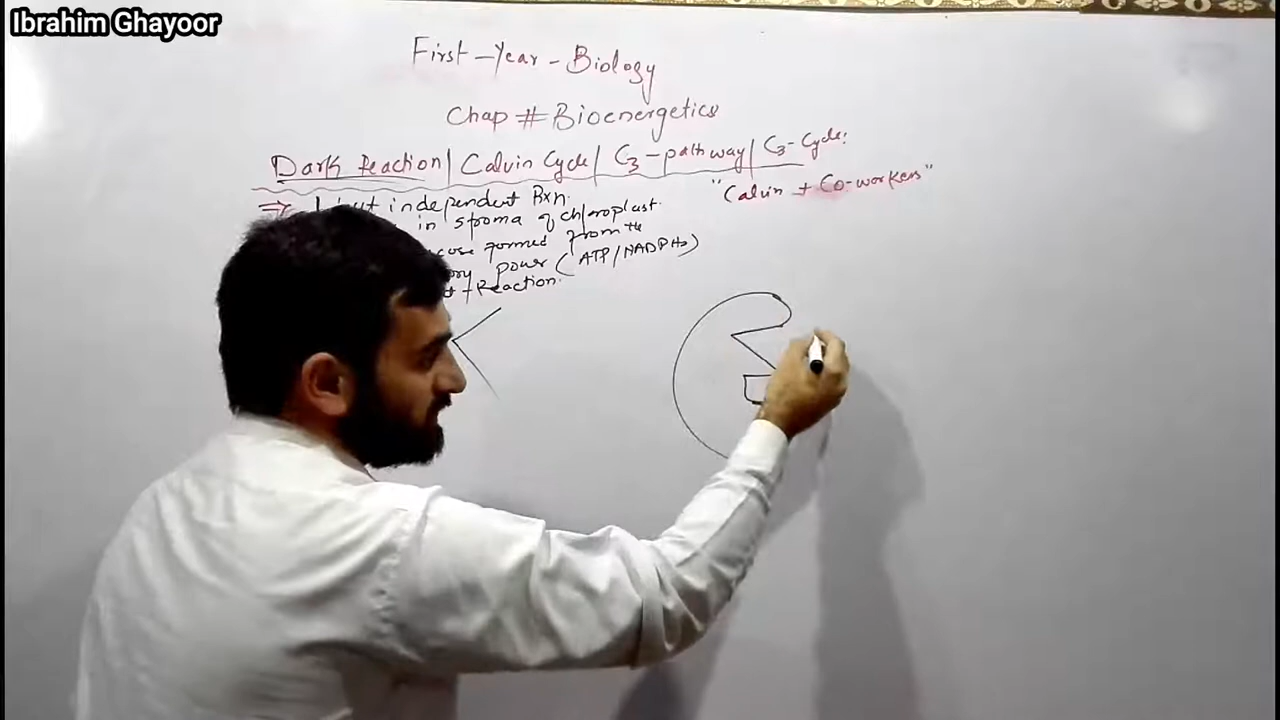 Ibrahim Ghayoor
First-Year-Biology
Chap # Bioenergetics
Dark Reaction / Calvin Cycle / C3-pathway / C3-Cycle:
"Calvin + Co-workers"
⇒ independent Rxn.
in stroma of chloroplast.
formed from the
power (ATP/NADPH2)
Reaction.